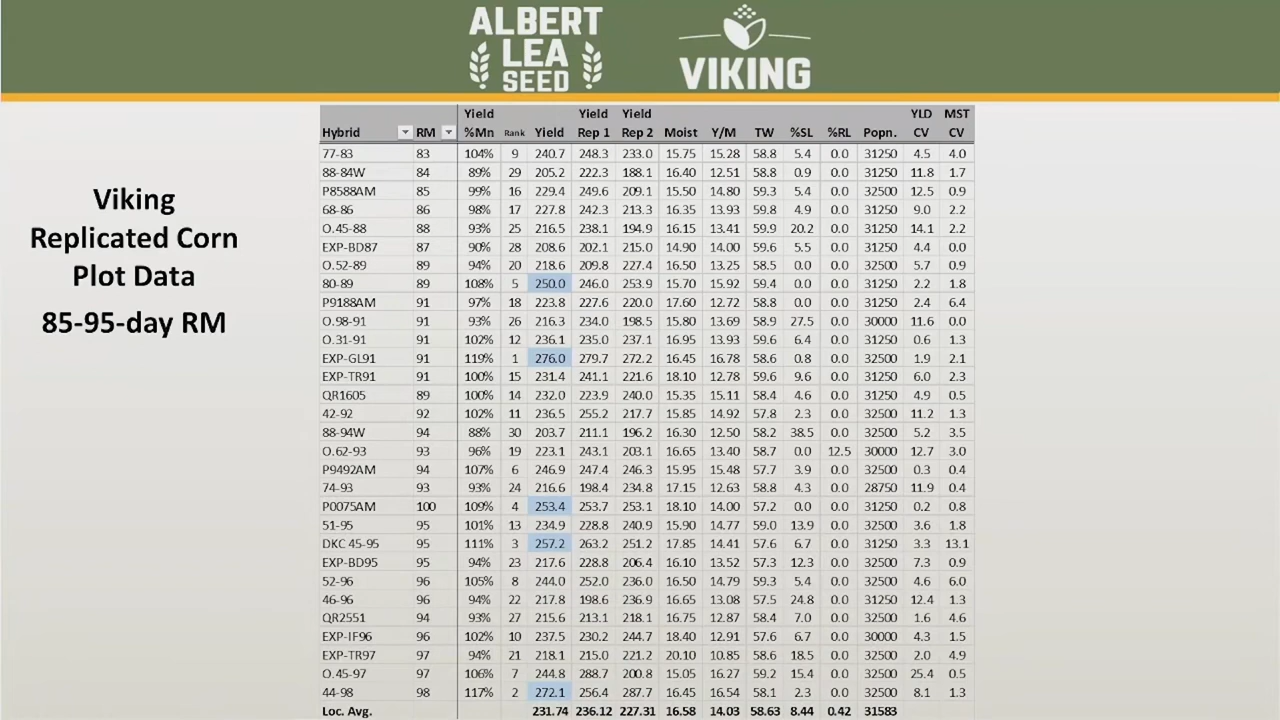 ALBERT
LEA
SEED
VIKING
Viking
Replicated Corn
Plot Data
85-95-day RM
Yield Yield Yield YLD MST
Hybrid RM %Mn Rank Yield Rep 1 Rep 2 Moist Y/M TW %SL %RL Popn. CV CV
77-83 83 104% 9 240.7 248.3 233.0 15.75 15.28 58.8 5.4 0.0 31250 4.5 4.0
88-84W 84 89% 29 205.2 222.3 188.1 16.40 12.51 58.8 0.9 0.0 31250 11.8 1.7
P8588AM 85 99% 16 229.4 249.6 209.1 15.50 14.80 59.3 5.4 0.0 32500 12.5 0.9
68-86 86 98% 17 227.8 242.3 213.3 16.35 13.93 59.8 4.9 0.0 31250 9.0 2.2
O.45-88 88 93% 25 216.5 238.1 194.9 16.15 13.41 59.9 20.2 0.0 31250 14.1 2.2
EXP-BD87 87 90% 28 208.6 202.1 215.0 14.90 14.00 59.6 5.5 0.0 31250 4.4 0.0
O.52-89 89 94% 20 218.6 209.8 227.4 16.50 13.25 58.5 0.0 0.0 32500 5.7 0.9
80-89 89 108% 5 250.0 246.0 253.9 15.70 15.92 59.4 0.0 0.0 31250 2.2 1.8
P9188AM 91 97% 18 223.8 227.6 220.0 17.60 12.72 58.8 0.0 0.0 31250 2.4 6.4
O.98-91 91 93% 26 216.3 234.0 198.5 15.80 13.69 58.9 27.5 0.0 30000 11.6 0.0
O.31-91 91 102% 12 236.1 235.0 237.1 16.95 13.93 59.6 6.4 0.0 31250 0.6 1.3
EXP-GL91 91 119% 1 276.0 279.7 272.2 16.45 16.78 58.6 0.8 0.0 32500 1.9 2.1
EXP-TR91 91 100% 15 231.4 241.1 221.6 18.10 12.78 59.6 9.6 0.0 31250 6.0 2.3
QR1605 89 100% 14 232.0 223.9 240.0 15.35 15.11 58.4 4.6 0.0 31250 4.9 0.5
42-92 92 102% 11 236.5 255.2 217.7 15.85 14.92 57.8 2.3 0.0 32500 11.2 1.3
88-94W 94 88% 30 203.7 211.1 196.2 16.30 12.50 58.2 38.5 0.0 32500 5.2 3.5
O.62-93 93 96% 19 223.1 243.1 203.1 16.65 13.40 58.7 0.0 12.5 30000 12.7 3.0
P9492AM 94 107% 6 246.9 247.4 246.3 15.95 15.48 57.7 3.9 0.0 32500 0.3 0.4
74-93 93 93% 24 216.6 198.4 234.8 17.15 12.63 58.8 4.3 0.0 28750 11.9 0.4
P0075AM 100 109% 4 253.4 253.7 253.1 18.10 14.00 57.2 0.0 0.0 31250 0.2 0.8
51-95 95 101% 13 234.9 228.8 240.9 15.90 14.77 59.0 13.9 0.0 32500 3.6 1.8
DKC 45-95 95 111% 3 257.2 263.2 251.2 17.85 14.41 57.6 6.7 0.0 31250 3.3 13.1
EXP-BD95 95 94% 23 217.6 228.8 206.4 16.10 13.52 57.3 12.3 0.0 32500 7.3 0.9
52-96 96 105% 8 244.0 252.0 236.0 16.50 14.79 59.3 5.4 0.0 32500 4.6 6.0
46-96 96 94% 22 217.8 198.6 236.9 16.65 13.08 57.5 24.8 0.0 31250 12.4 1.3
QR2551 94 93% 27 215.6 213.1 218.1 16.75 12.87 58.4 7.0 0.0 32500 1.6 4.6
EXP-IF96 96 102% 10 237.5 230.2 244.7 18.40 12.91 57.6 6.7 0.0 30000 4.3 1.5
EXP-TR97 97 94% 21 218.1 215.0 221.2 20.10 10.85 58.6 18.5 0.0 32500 2.0 4.9
O.45-97 97 106% 7 244.8 288.7 200.8 15.05 16.27 59.2 15.4 0.0 32500 25.4 0.5
44-98 98 117% 2 272.1 256.4 287.7 16.45 16.54 58.1 2.3 0.0 32500 8.1 1.3
Loc. Avg. 231.74 236.12 227.31 16.58 14.03 58.63 8.44 0.42 31583